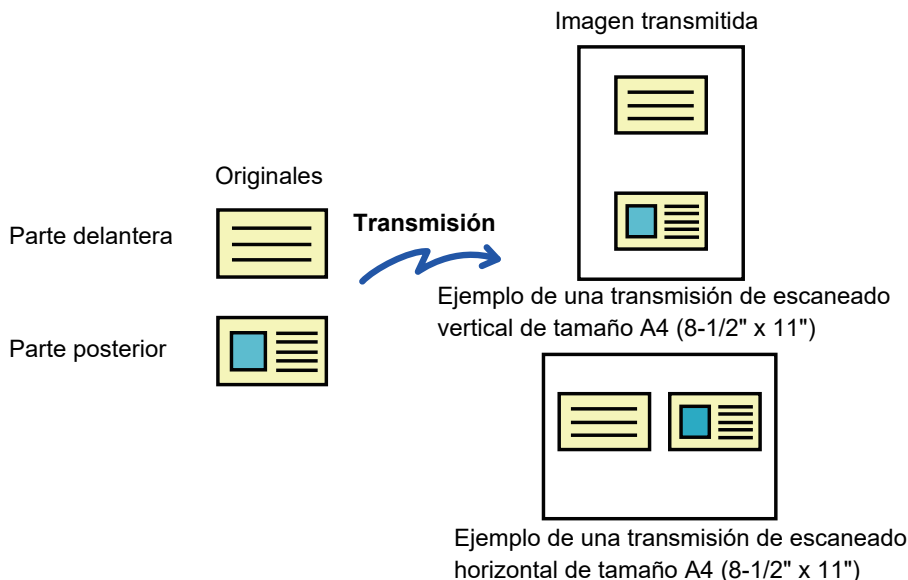 Imagen transmitida
Originales
Parte delantera
Transmisión
Parte posterior
Ejemplo de una transmisión de escaneado
vertical de tamaño A4 (8-1/2" x 11")
Ejemplo de una transmisión de escaneado
horizontal de tamaño A4 (8-1/2" x 11")